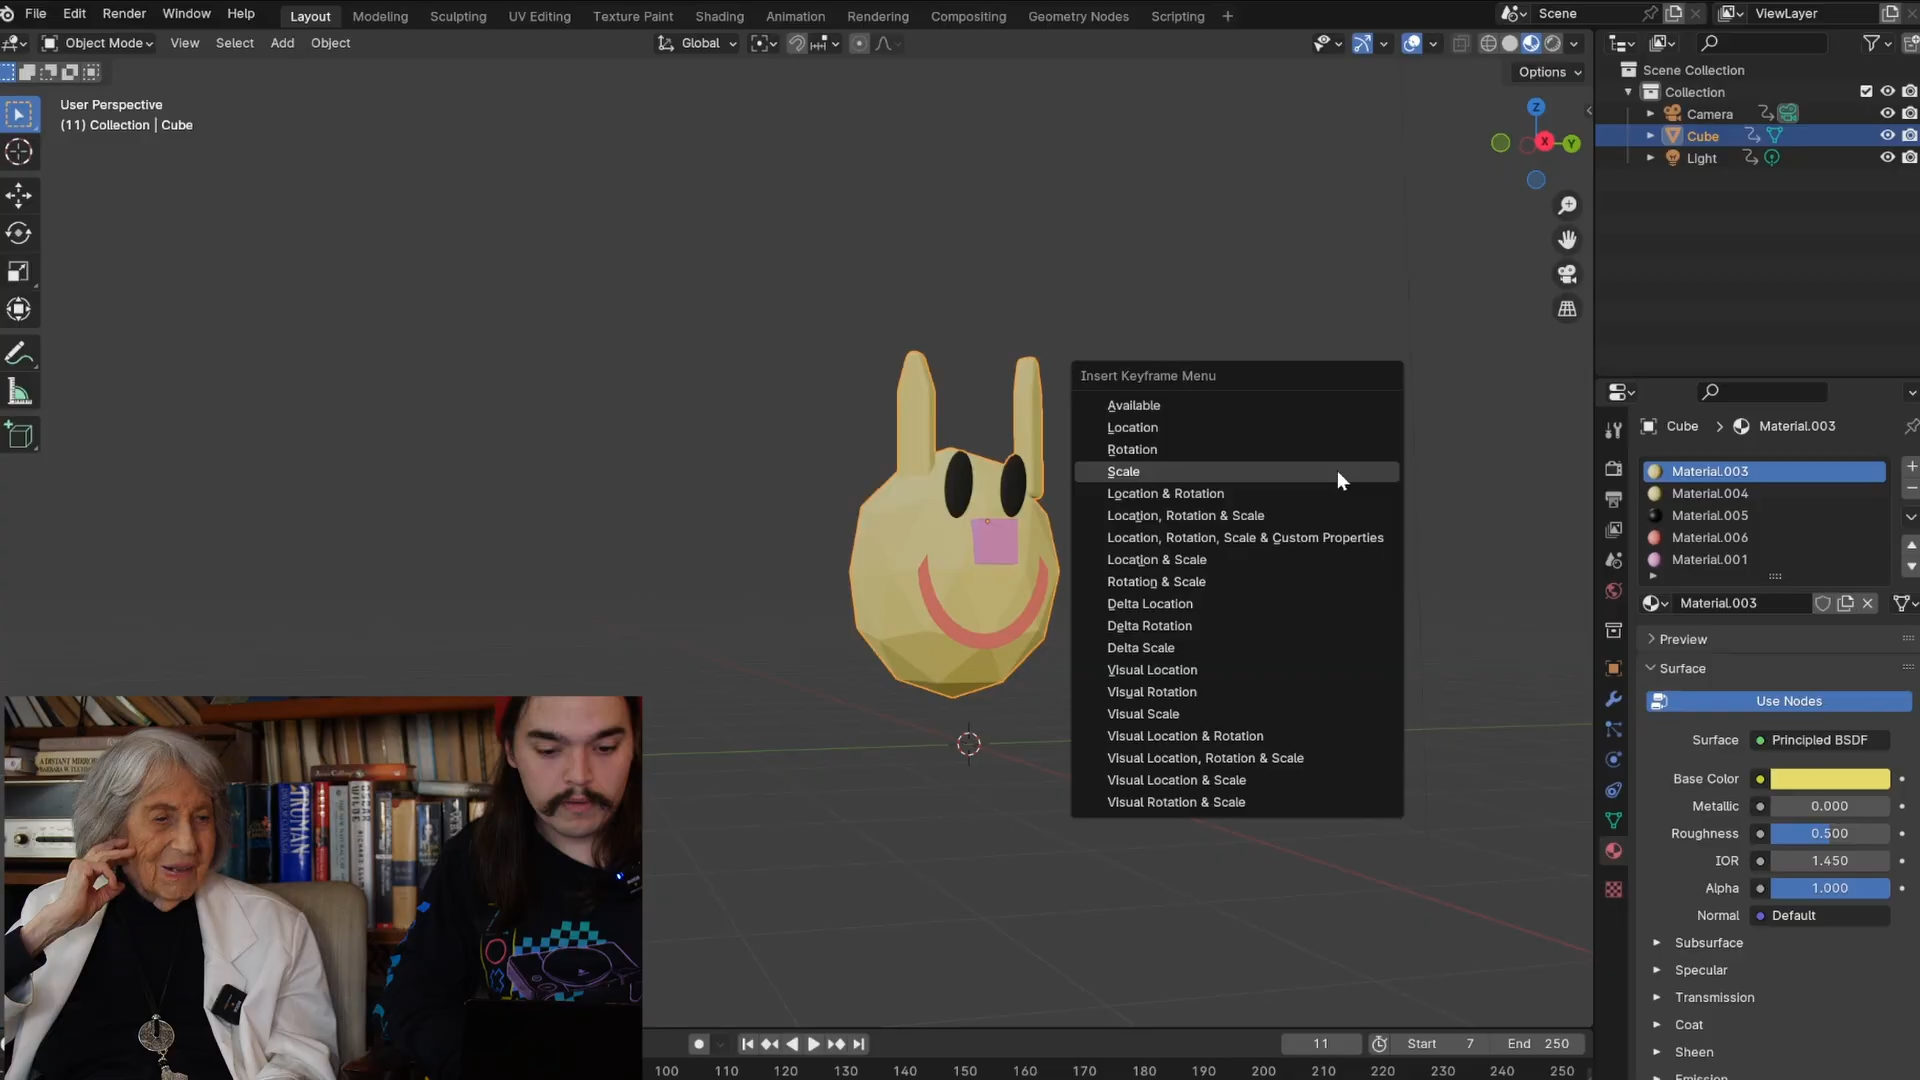 File Edit Render Window Help Layout Modeling Sculpting UV Editing Texture Paint Shading Animation Rendering Compositing Geometry Nodes Scripting + Scene ViewLayer
Object Mode View Select Add Object Global
Options
User Perspective
(11) Collection | Cube
Z
X
Y
Scene Collection
Collection
Camera
Cube
Light
Insert Keyframe Menu
Available
Location
Rotation
Scale
Location & Rotation
Location, Rotation & Scale
Location, Rotation, Scale & Custom Properties
Location & Scale
Rotation & Scale
Delta Location
Delta Rotation
Delta Scale
Visual Location
Visual Rotation
Visual Scale
Visual Location & Rotation
Visual Location, Rotation & Scale
Visual Location & Scale
Visual Rotation & Scale
Cube > Material.003
Material.003
Material.004
Material.005
Material.006
Material.001
Material.003
Preview
Surface
Use Nodes
Surface Principled BSDF
Base Color
Metallic 0.000
Roughness 0.500
IOR 1.450
Alpha 1.000
Normal Default
Subsurface
Specular
Transmission
Coat
Sheen
A DISTANT MIRROR
TRUMAN
OSCAR WILDE
11 Start 7 End 250
100 110 120 130 140 150 160 170 180 190 200 210 220 230 240 250